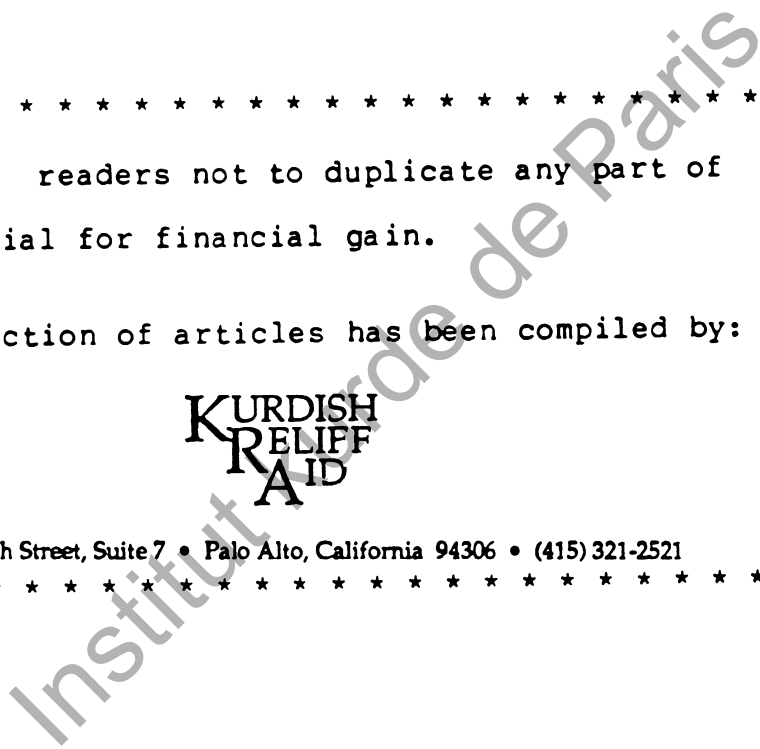 ★ ★ ★ ★ ★ ★ ★ ★ ★ ★ ★ ★ ★ ★ ★ ★ ★ ★ ★ ★
readers not to duplicate any part of
ial for financial gain.
ction of articles has been compiled by:
KURDISH
RELIFF
AID
h Street, Suite 7 • Palo Alto, California 94306 • (415) 321-2521
★ ★ ★ ★ ★ ★ ★ ★ ★ ★ ★ ★ ★ ★ ★ ★ ★ ★ ★ ★
Institut kurde de Paris